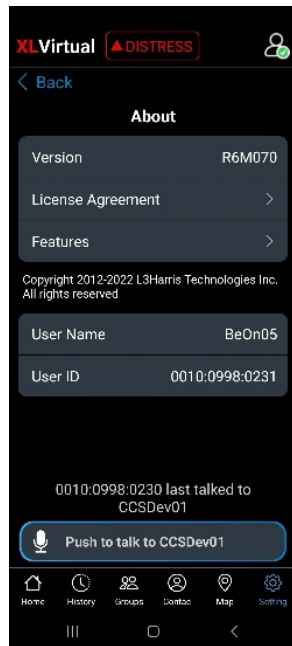 XLVirtual ▲DISTRESS
< Back
About
Version R6M070
License Agreement >
Features >
Copyright 2012-2022 L3Harris Technologies Inc.
All rights reserved
User Name BeOn05
User ID 0010:0998:0231
0010:0998:0230 last talked to
CCSDev01
Push to talk to CCSDev01
Home History Groups Contac Map Setting